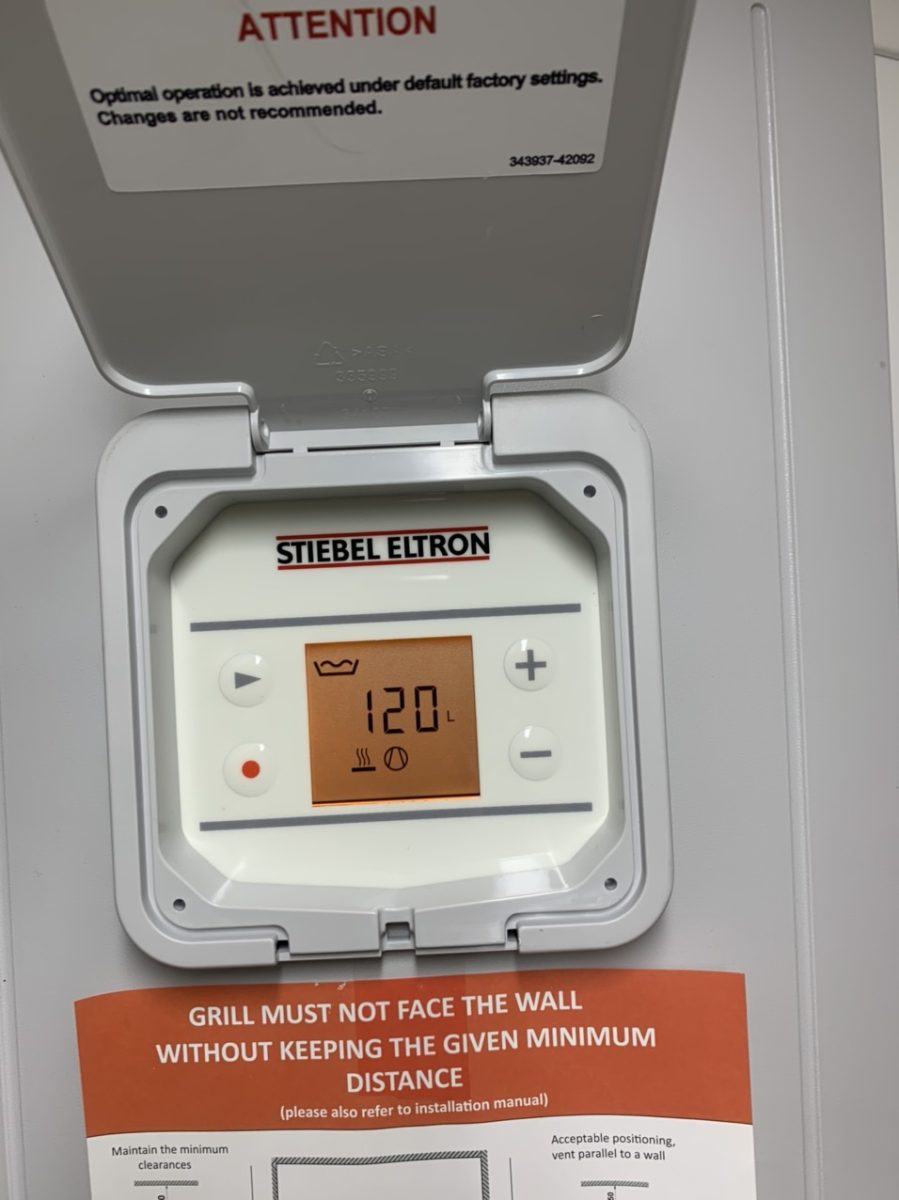 ATTENTION
Optimal operation is achieved under default factory settings.
Changes are not recommended.
343937-42092
STIEBEL ELTRON
120 L
GRILL MUST NOT FACE THE WALL
WITHOUT KEEPING THE GIVEN MINIMUM
DISTANCE
(please also refer to installation manual)
Maintain the minimum
clearances
Acceptable positioning,
vent parallel to a wall